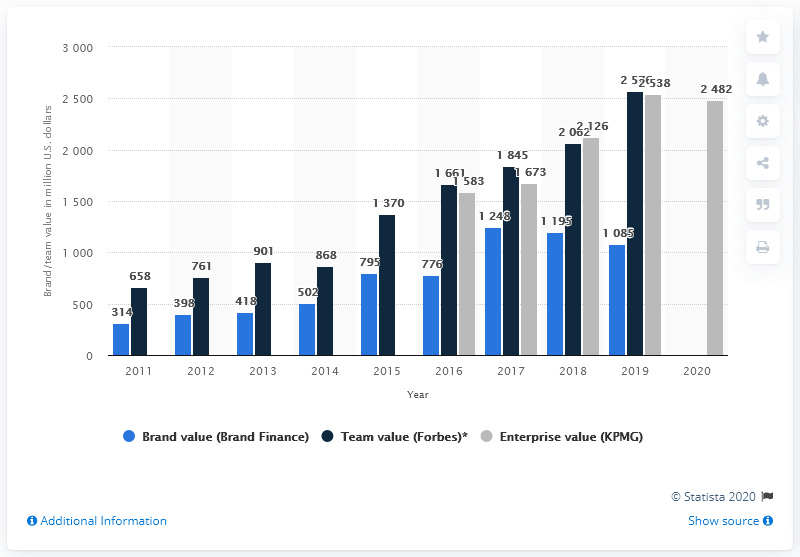 3 000
2 500
2 000
1 500
1 000
500
0
Brand/team value in million U.S. dollars
314 658
398 761
418 901
502 868
795 1 370
776 1 661 1 583
1 248 1 845 1 673
1 195 2 062 2 126
1 085 2 576 2 538
2 482
2011 2012 2013 2014 2015 2016 2017 2018 2019 2020
Year
Brand value (Brand Finance) Team value (Forbes)* Enterprise value (KPMG)
© Statista 2020
Additional Information Show source